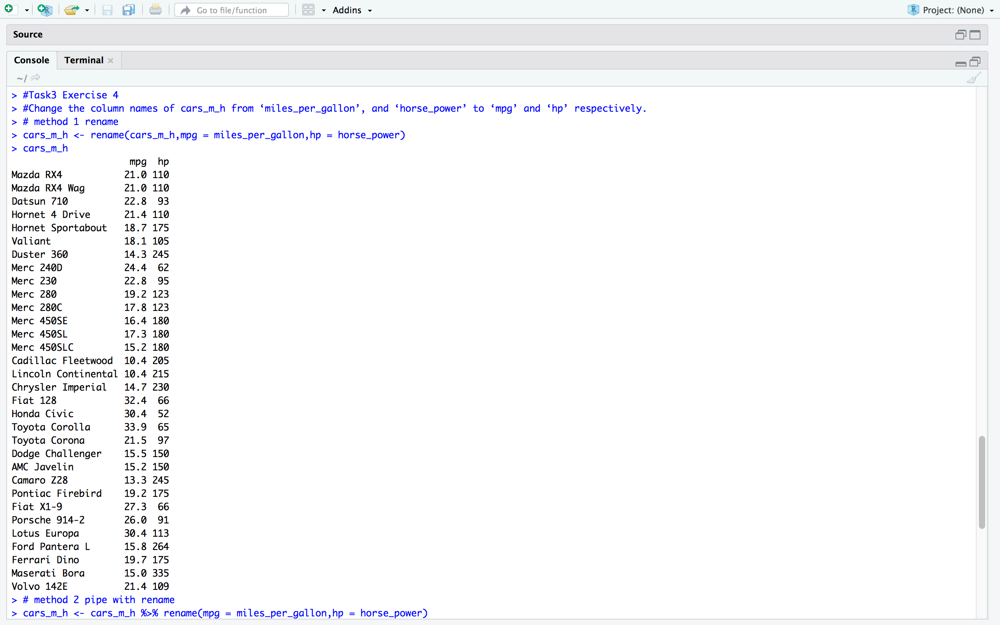 Go to file/function
Addins
Project: (None)
Source
Console
Terminal
~/
> #Task3 Exercise 4
> #Change the column names of cars_m_h from ‘miles_per_gallon’, and ‘horse_power’ to ‘mpg’ and ‘hp’ respectively.
> # method 1 rename
> cars_m_h <- rename(cars_m_h,mpg = miles_per_gallon,hp = horse_power)
> cars_m_h
                     mpg  hp
Mazda RX4           21.0 110
Mazda RX4 Wag       21.0 110
Datsun 710          22.8  93
Hornet 4 Drive      21.4 110
Hornet Sportabout   18.7 175
Valiant             18.1 105
Duster 360          14.3 245
Merc 240D           24.4  62
Merc 230            22.8  95
Merc 280            19.2 123
Merc 280C           17.8 123
Merc 450SE          16.4 180
Merc 450SL          17.3 180
Merc 450SLC         15.2 180
Cadillac Fleetwood  10.4 205
Lincoln Continental 10.4 215
Chrysler Imperial   14.7 230
Fiat 128            32.4  66
Honda Civic         30.4  52
Toyota Corolla      33.9  65
Toyota Corona       21.5  97
Dodge Challenger    15.5 150
AMC Javelin         15.2 150
Camaro Z28          13.3 245
Pontiac Firebird    19.2 175
Fiat X1-9           27.3  66
Porsche 914-2       26.0  91
Lotus Europa        30.4 113
Ford Pantera L      15.8 264
Ferrari Dino        19.7 175
Maserati Bora       15.0 335
Volvo 142E          21.4 109
> # method 2 pipe with rename
> cars_m_h <- cars_m_h %>% rename(mpg = miles_per_gallon,hp = horse_power)